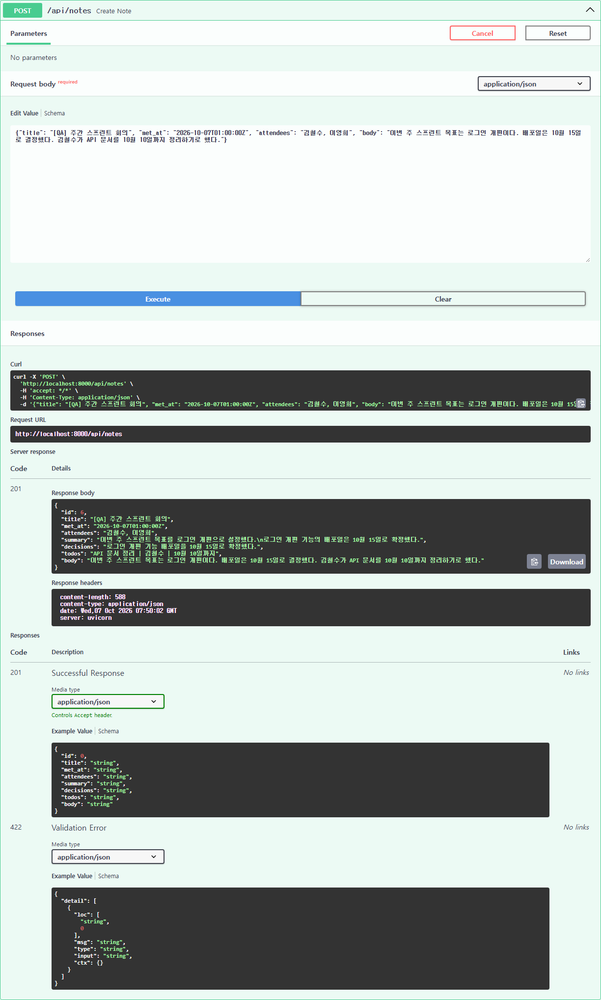 POST /api/notes Create Note
Parameters
Cancel
Reset
No parameters
Request body required
application/json
Edit Value
Schema
{"title": "[QA] 주간 스프린트 회의", "met_at": "2026-10-07T01:00:00Z", "attendees": "김철수, 이영희", "body": "이번 주 스프린트 목표는 로그인 개편이다. 배포일은 10월 15일
로 결정했다. 김철수가 API 문서를 10월 10일까지 정리하기로 했다."}
Execute
Clear
Responses
Curl
curl -X 'POST' \
'http://localhost:8000/api/notes' \
-H 'accept: */*' \
-H 'Content-Type: application/json' \
-d '{"title": "[QA] 주간 스프린트 회의", "met_at": "2026-10-07T01:00:00Z", "attendees": "김철수, 이영희", "body": "이번 주 스프린트 목표는 로그인 개편이다. 배포일은 10월 15일
Request URL
http://localhost:8000/api/notes
Server response
Code Details
201
Response body
{
"id": 6,
"title": "[QA] 주간 스프린트 회의",
"met_at": "2026-10-07T01:00:00Z",
"attendees": "김철수, 이영희",
"summary": "이번 주 스프린트 목표를 로그인 개편으로 설정했다.\n로그인 개편 기능의 배포일은 10월 15일로 확정했다.",
"decisions": "로그인 개편 기능 배포일을 10월 15일로 확정했다.",
"todos": "API 문서 정리 | 김철수 | 10월 10일까지",
"body": "이번 주 스프린트 목표는 로그인 개편이다. 배포일은 10월 15일로 결정했다. 김철수가 API 문서를 10월 10일까지 정리하기로 했다."
}
Download
Response headers
content-length: 588
content-type: application/json
date: Wed,07 Oct 2026 07:50:02 GMT
server: uvicorn
Responses
Code Description Links
201 Successful Response No links
Media type
application/json
Controls Accept header.
Example Value
Schema
{
"id": 0,
"title": "string",
"met_at": "string",
"attendees": "string",
"summary": "string",
"decisions": "string",
"todos": "string",
"body": "string"
}
422 Validation Error No links
Media type
application/json
Example Value
Schema
{
"detail": [
{
"loc": [
"string",
0
],
"msg": "string",
"type": "string",
"input": "string",
"ctx": {}
}
]
}